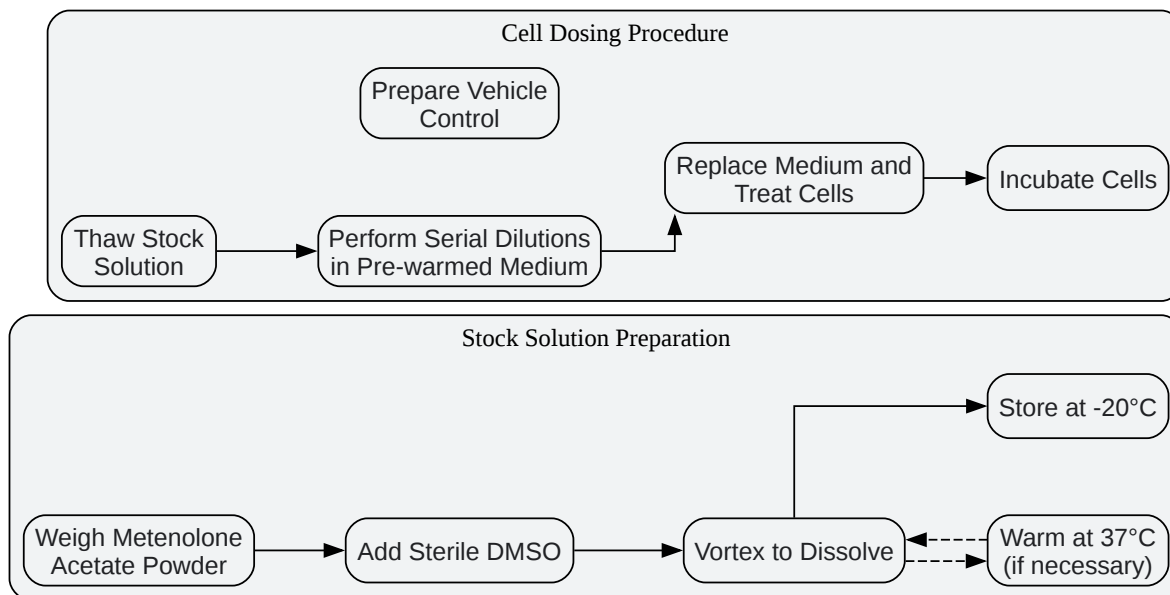 Cell Dosing Procedure
Prepare Vehicle
Control
Replace Medium and
Treat Cells
Incubate Cells
Thaw Stock
Solution
Perform Serial Dilutions
in Pre-warmed Medium
Stock Solution Preparation
Store at -20°C
Weigh Metenolone
Acetate Powder
Add Sterile DMSO
Vortex to Dissolve
Warm at 37°C
(if necessary)